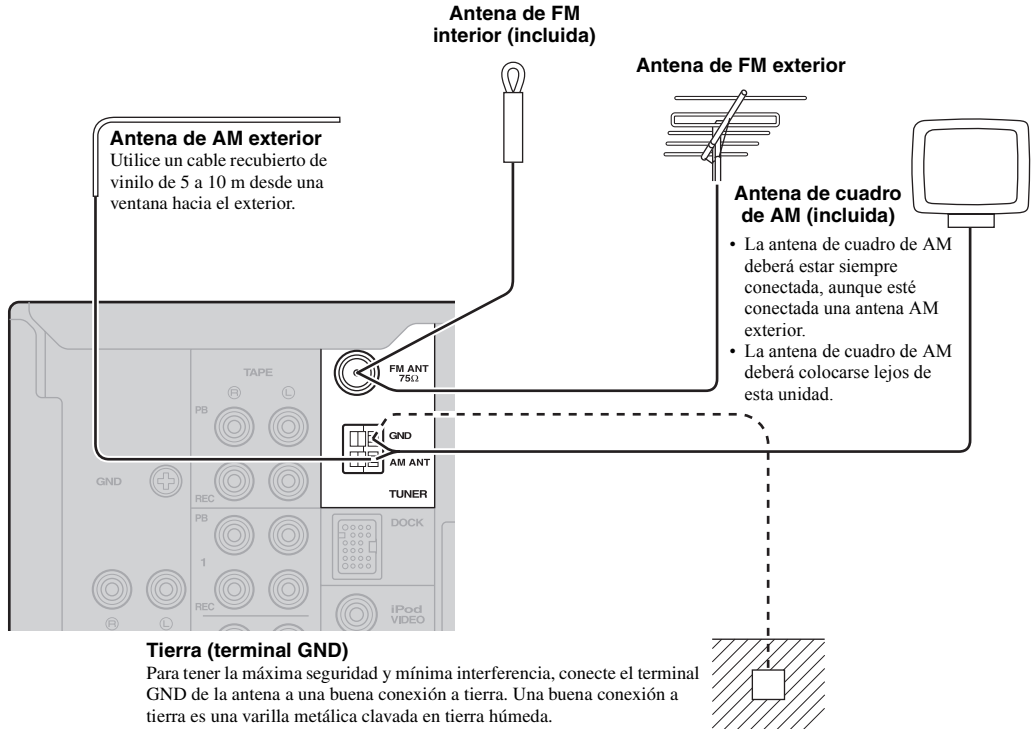 Antena de FM
interior (incluida)
Antena de FM exterior
Antena de AM exterior
Utilice un cable recubierto de
vinilo de 5 a 10 m desde una
ventana hacia el exterior.
Antena de cuadro
de AM (incluida)
• La antena de cuadro de AM
deberá estar siempre
conectada, aunque esté
conectada una antena AM
exterior.
• La antena de cuadro de AM
deberá colocarse lejos de
esta unidad.
TAPE
R
L
PB
REC
GND
PB
1
REC
R
L
FM ANT
75Ω
GND
AM ANT
TUNER
DOCK
iPod
VIDEO
Tierra (terminal GND)
Para tener la máxima seguridad y mínima interferencia, conecte el terminal
GND de la antena a una buena conexión a tierra. Una buena conexión a
tierra es una varilla metálica clavada en tierra húmeda.